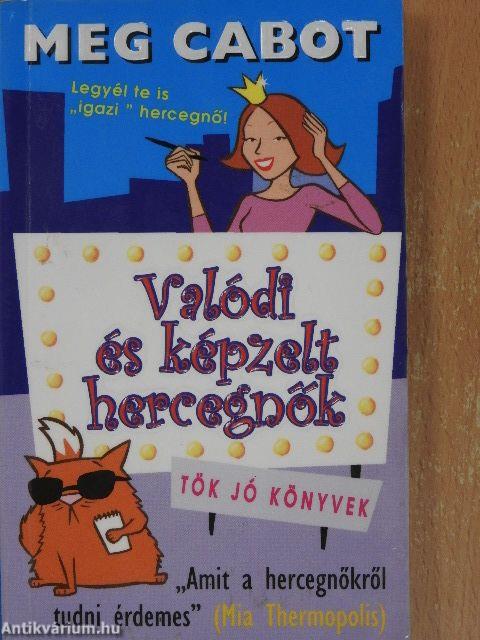 MEG CABOT
Legyél te is
„igazi ” hercegnő!
Valódi
és képzelt
hercegnők
TÖK JÓ KÖNYVEK
„Amit a hercegnőkről
tudni érdemes” (Mia Thermopolis)
Antikvárium.hu